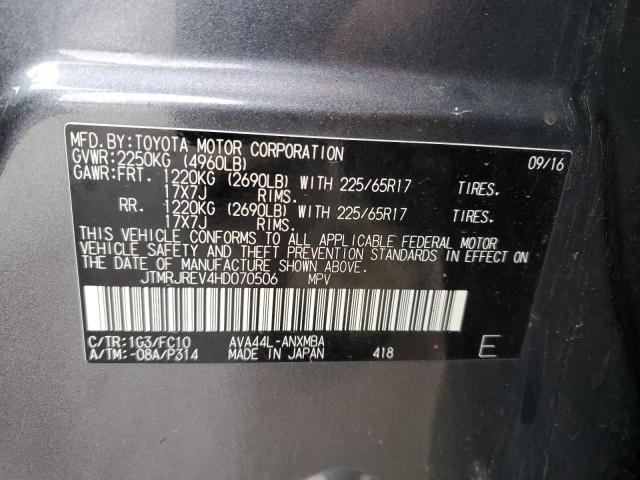 MFD.BY:TOYOTA MOTOR CORPORATION 09/16
GVWR:2250KG (4960LB)
GAWR:FRT. 1220KG (2690LB) WITH 225/65R17 TIRES.
17X7J RIMS.
RR. 1220KG (2690LB) WITH 225/65R17 TIRES.
17X7J RIMS.
THIS VEHICLE CONFORMS TO ALL APPLICABLE FEDERAL MOTOR
VEHICLE SAFETY AND THEFT PREVENTION STANDARDS IN EFFECT ON
THE DATE OF MANUFACTURE SHOWN ABOVE.
JTMRJREV4HD070506 MPV
C/TR:1G3/FC10 AVA44L-ANXMBA
A/TM:-08A/P314 MADE IN JAPAN 418 E